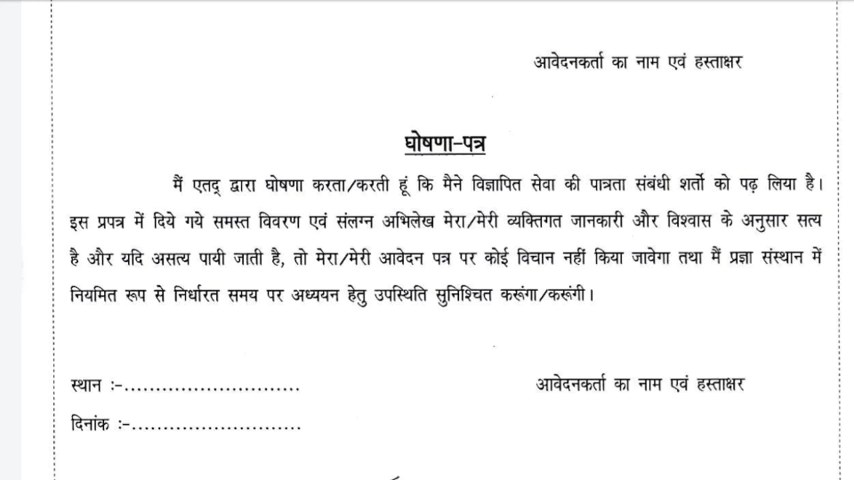 आवेदनकर्ता का नाम एवं हस्ताक्षर
घोषणा-पत्र
मैं एतद् द्वारा घोषणा करता/करती हूं कि मैने विज्ञापित सेवा की पात्रता संबंधी शर्तो को पढ़ लिया है।
इस प्रपत्र में दिये गये समस्त विवरण एवं संलग्न अभिलेख मेरा/मेरी व्यक्तिगत जानकारी और विश्वास के अनुसार सत्य
है और यदि असत्य पायी जाती है, तो मेरा/मेरी आवेदन पत्र पर कोई विचान नहीं किया जावेगा तथा मैं प्रज्ञा संस्थान में
नियमित रूप से निर्धारत समय पर अध्ययन हेतु उपस्थिति सुनिश्चित करूंगा/करूंगी।
स्थान :-............................ आवेदनकर्ता का नाम एवं हस्ताक्षर
दिनांक :-...........................